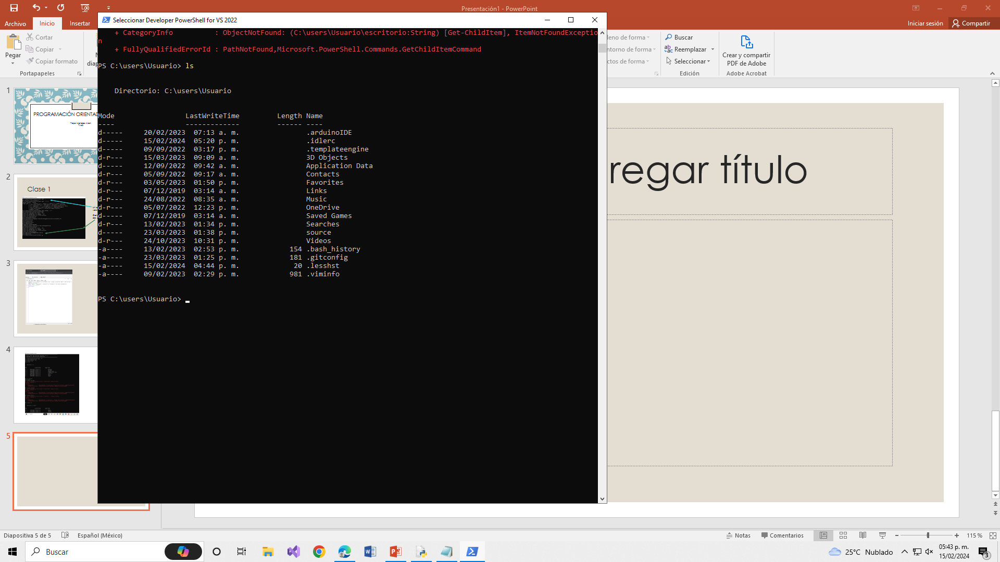 Presentación1 - PowerPoint
Archivo
Inicio
Insertar
Iniciar sesión
Compartir
Seleccionar Developer PowerShell for VS 2022
Pegar
Cortar
Copiar
Copiar formato
Portapapeles
leno de forma
ntorno de forma
ctos de forma
Buscar
Reemplazar
Seleccionar
Edición
Crear y compartir
PDF de Adobe
Adobe Acrobat
+ CategoryInfo          : ObjectNotFound: (C:\users\Usuario\escritorio:String) [Get-ChildItem], ItemNotFoundExceptio
n
+ FullyQualifiedErrorId : PathNotFound,Microsoft.PowerShell.Commands.GetChildItemCommand
PS C:\users\Usuario> ls
Directorio: C:\users\Usuario
Mode                 LastWriteTime         Length Name
----                 -------------         ------ ----
d-----     20/02/2023  07:13 a. m.                .arduinoIDE
d-----     15/02/2024  05:20 p. m.                .idlerc
d-----     09/09/2022  03:17 p. m.                .templateengine
d-r---     15/03/2023  09:09 a. m.                3D Objects
d-----     12/09/2022  09:42 a. m.                Application Data
d-r---     05/09/2022  09:17 a. m.                Contacts
d-r---     03/05/2023  01:50 p. m.                Favorites
d-r---     07/12/2019  03:14 a. m.                Links
d-r---     24/08/2022  08:35 a. m.                Music
d-r---     05/07/2022  12:23 p. m.                OneDrive
d-----     07/12/2019  03:14 a. m.                Saved Games
d-r---     13/02/2023  01:34 p. m.                Searches
d-----     23/03/2023  01:38 p. m.                source
d-r---     24/10/2023  10:31 p. m.                Videos
-a----     13/02/2023  02:53 p. m.            154 .bash_history
-a----     23/03/2023  01:25 p. m.            181 .gitconfig
-a----     15/02/2024  04:44 p. m.             20 .lesshst
-a----     09/02/2023  02:29 p. m.            981 .viminfo
PS C:\users\Usuario>
1
PROGRAMACIÓN ORIENTAD
2
Clase 1
3
4
5
regar título
Diapositiva 5 de 5
Español (México)
Notas
Comentarios
115 %
Buscar
25°C Nublado
05:43 p. m.
15/02/2024
3